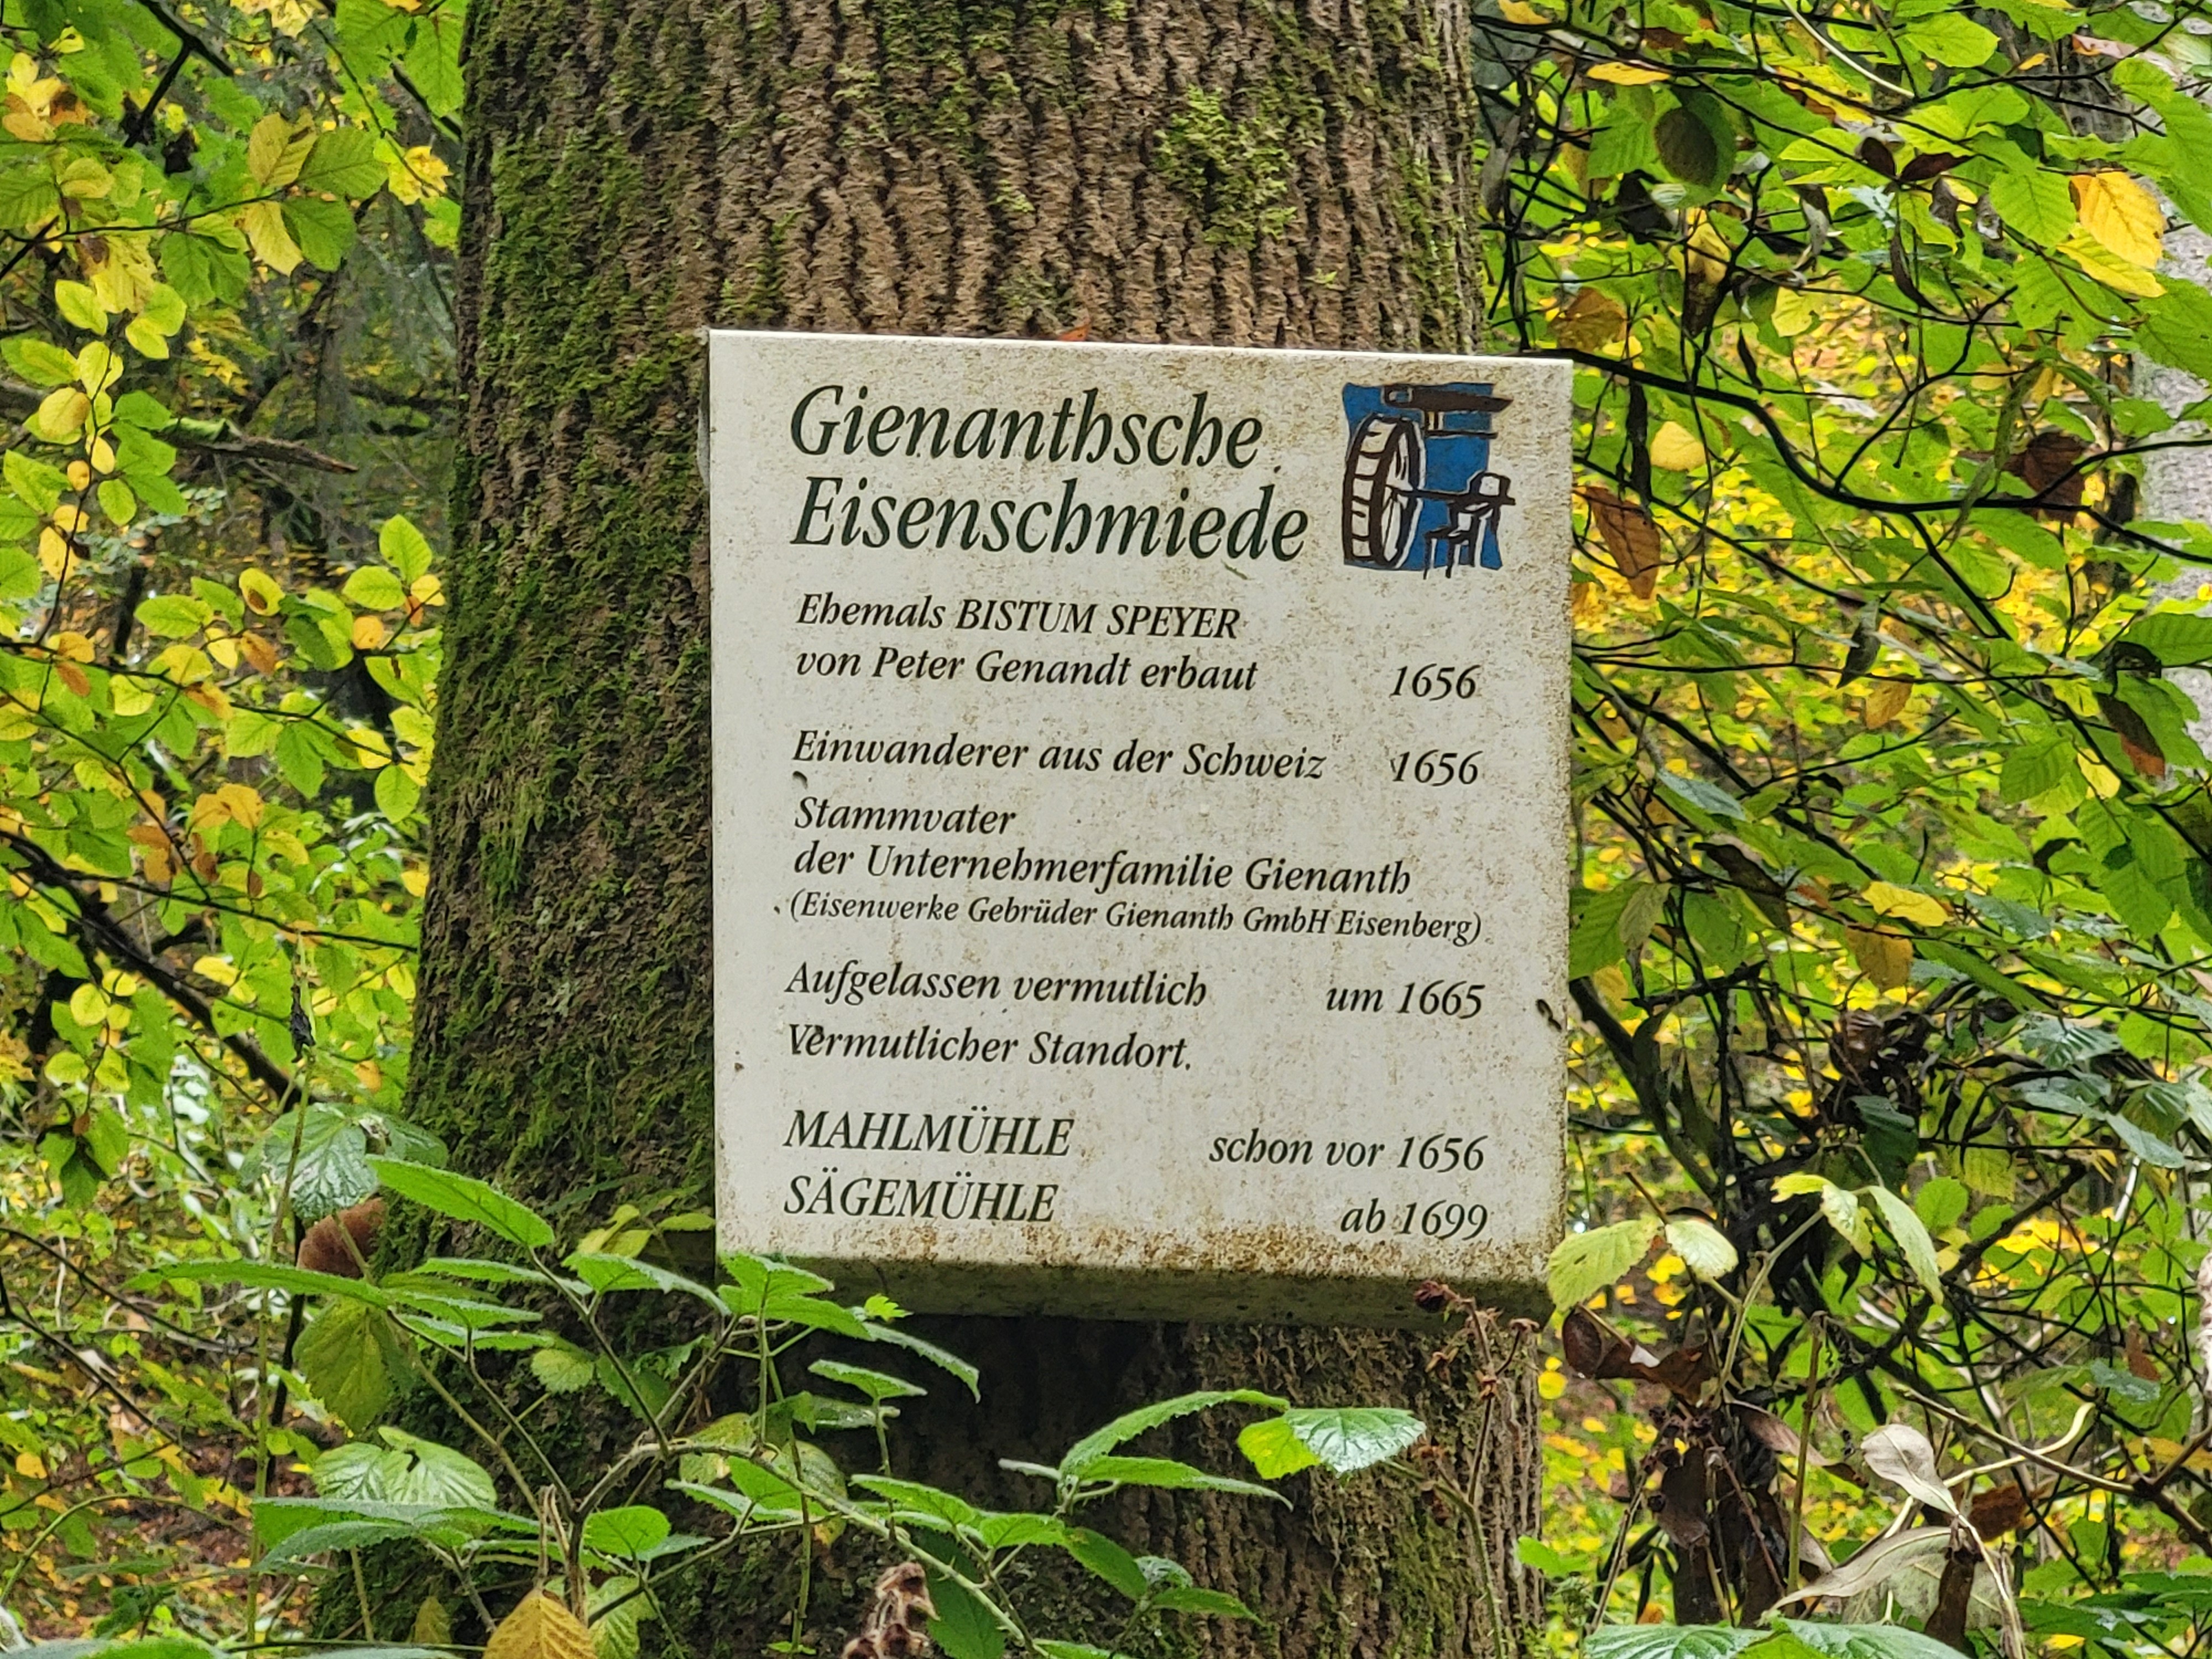 Gienanthsche
Eisenschmiede
Ehemals BISTUM SPEYER
von Peter Genandt erbaut 1656
Einwanderer aus der Schweiz 1656
Stammvater
der Unternehmerfamilie Gienanth
(Eisenwerke Gebrüder Gienanth GmbH Eisenberg)
Aufgelassen vermutlich um 1665
Vermutlicher Standort.
MAHLMÜHLE schon vor 1656
SÄGEMÜHLE ab 1699